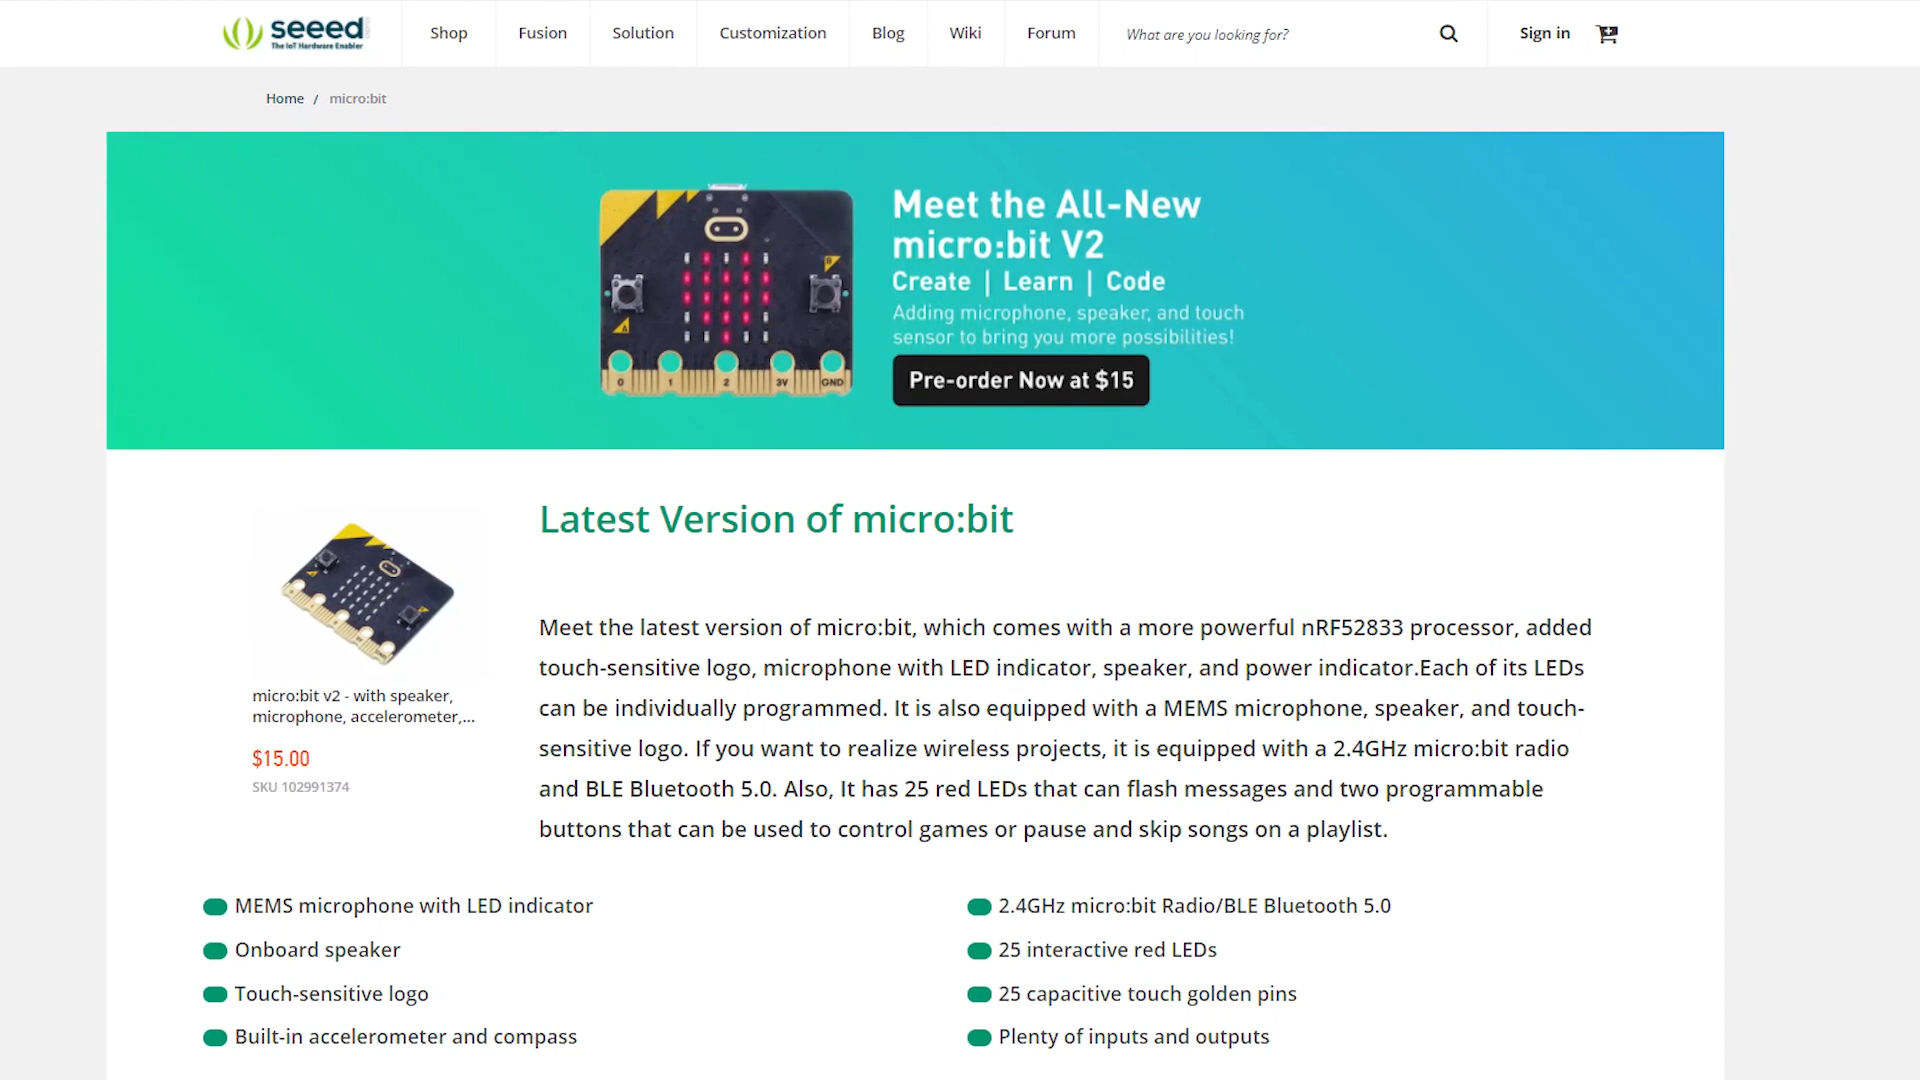 seeed
The IoT Hardware Enabler
Shop
Fusion
Solution
Customization
Blog
Wiki
Forum
What are you looking for?
Sign in
Home / micro:bit
Meet the All-New
micro:bit V2
Create | Learn | Code
Adding microphone, speaker, and touch
sensor to bring you more possibilities!
Pre-order Now at $15
B
A
0 1 2 3V GND
Latest Version of micro:bit
Meet the latest version of micro:bit, which comes with a more powerful nRF52833 processor, added
touch-sensitive logo, microphone with LED indicator, speaker, and power indicator.Each of its LEDs
can be individually programmed. It is also equipped with a MEMS microphone, speaker, and touch-
sensitive logo. If you want to realize wireless projects, it is equipped with a 2.4GHz micro:bit radio
and BLE Bluetooth 5.0. Also, It has 25 red LEDs that can flash messages and two programmable
buttons that can be used to control games or pause and skip songs on a playlist.
micro:bit v2 - with speaker,
microphone, accelerometer,...
$15.00
SKU 102991374
MEMS microphone with LED indicator
Onboard speaker
Touch-sensitive logo
Built-in accelerometer and compass
2.4GHz micro:bit Radio/BLE Bluetooth 5.0
25 interactive red LEDs
25 capacitive touch golden pins
Plenty of inputs and outputs